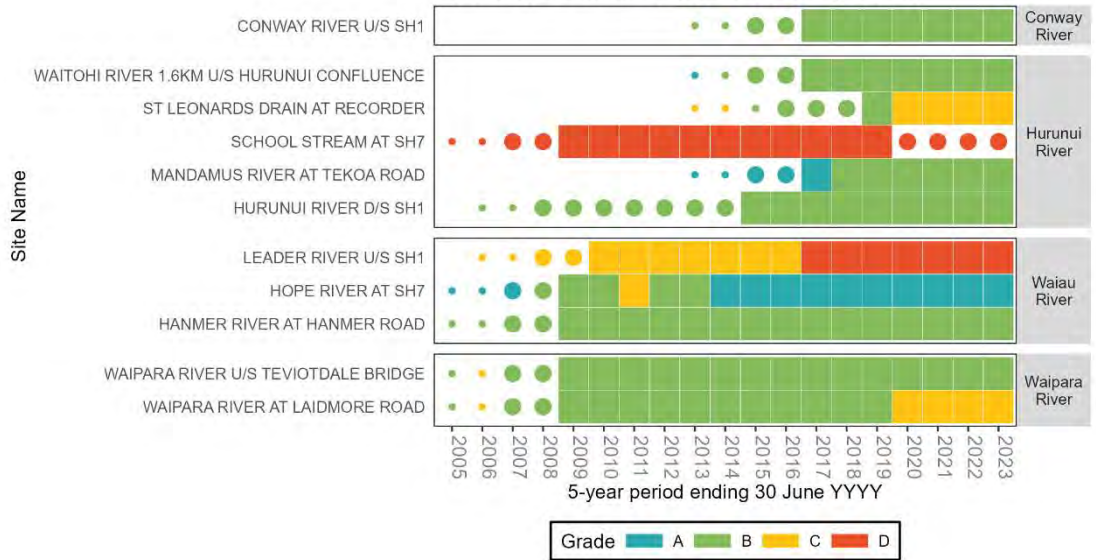 CONWAY RIVER U/S SH1
Conway
River
WAITOHI RIVER 1.6KM U/S HURUNUI CONFLUENCE
ST LEONARDS DRAIN AT RECORDER
SCHOOL STREAM AT SH7
MANDAMUS RIVER AT TEKOA ROAD
HURUNUI RIVER D/S SH1
Hurunui
River
Site Name
LEADER RIVER U/S SH1
HOPE RIVER AT SH7
HANMER RIVER AT HANMER ROAD
Waiau
River
WAIPARA RIVER U/S TEVIOTDALE BRIDGE
WAIPARA RIVER AT LAIDMORE ROAD
Waipara
River
2005 2006 2007 2008 2009 2010 2011 2012 2013 2014 2015 2016 2017 2018 2019 2020 2021 2022 2023
5-year period ending 30 June YYYY
Grade A B C D